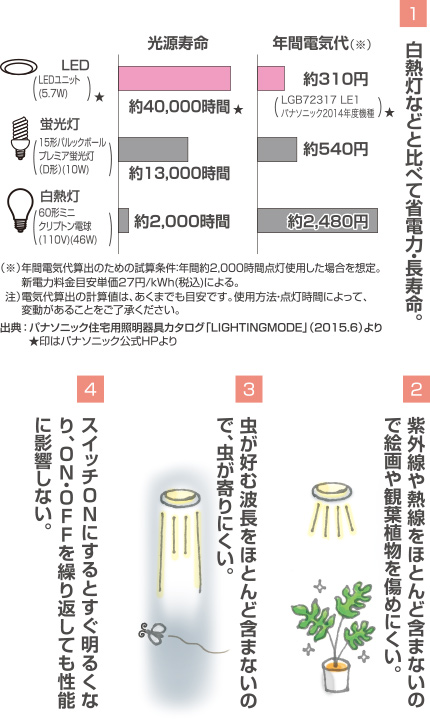 1
白熱灯などと比べて省電力・長寿命。
光源寿命
年間電気代(※)
LED
LEDユニット
(5.7W)
★
約40,000時間★
約310円
LGB72317 LE1
パナソニック2014年度機種
★
蛍光灯
15形パルックボール
プレミア蛍光灯
(D形)(10W)
約13,000時間
約540円
白熱灯
60形ミニ
クリプトン電球
(110V)(46W)
約2,000時間
約2,480円
(※)年間電気代算出のための試算条件:年間約2,000時間点灯使用した場合を想定。
新電力料金目安単価27円/kWh(税込)による。
注)電気代算出の計算値は、あくまでも目安です。使用方法・点灯時間によって、
変動があることをご了承ください。
出典:パナソニック住宅用照明器具カタログ「LIGHTINGMODE」(2015.6)より
★印はパナソニック公式HPより
2
紫外線や熱線をほとんど含まないの
で絵画や観葉植物を傷めにくい。
3
虫が好む波長をほとんど含まないの
で、虫が寄りにくい。
4
スイッチONにするとすぐ明るくな
り、ON・OFFを繰り返しても性能
に影響しない。